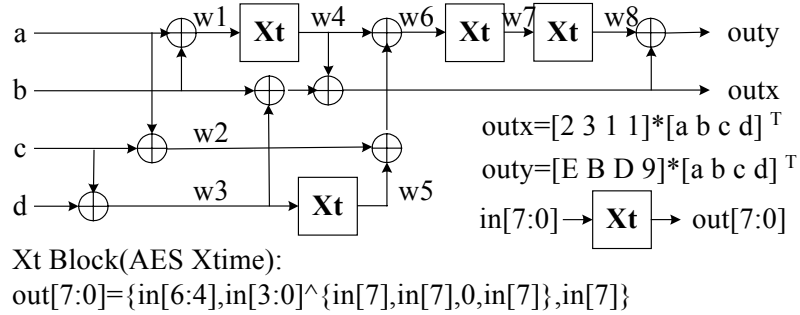 a w1 Xt w4 w6 Xt w7 Xt w8 outy
b outx
outx=[2 3 1 1]*[a b c d] T
c w2
outy=[E B D 9]*[a b c d] T
d w3 Xt w5
in[7:0] Xt out[7:0]
Xt Block(AES Xtime):
out[7:0]={in[6:4],in[3:0]^{in[7],in[7],0,in[7]},in[7]}